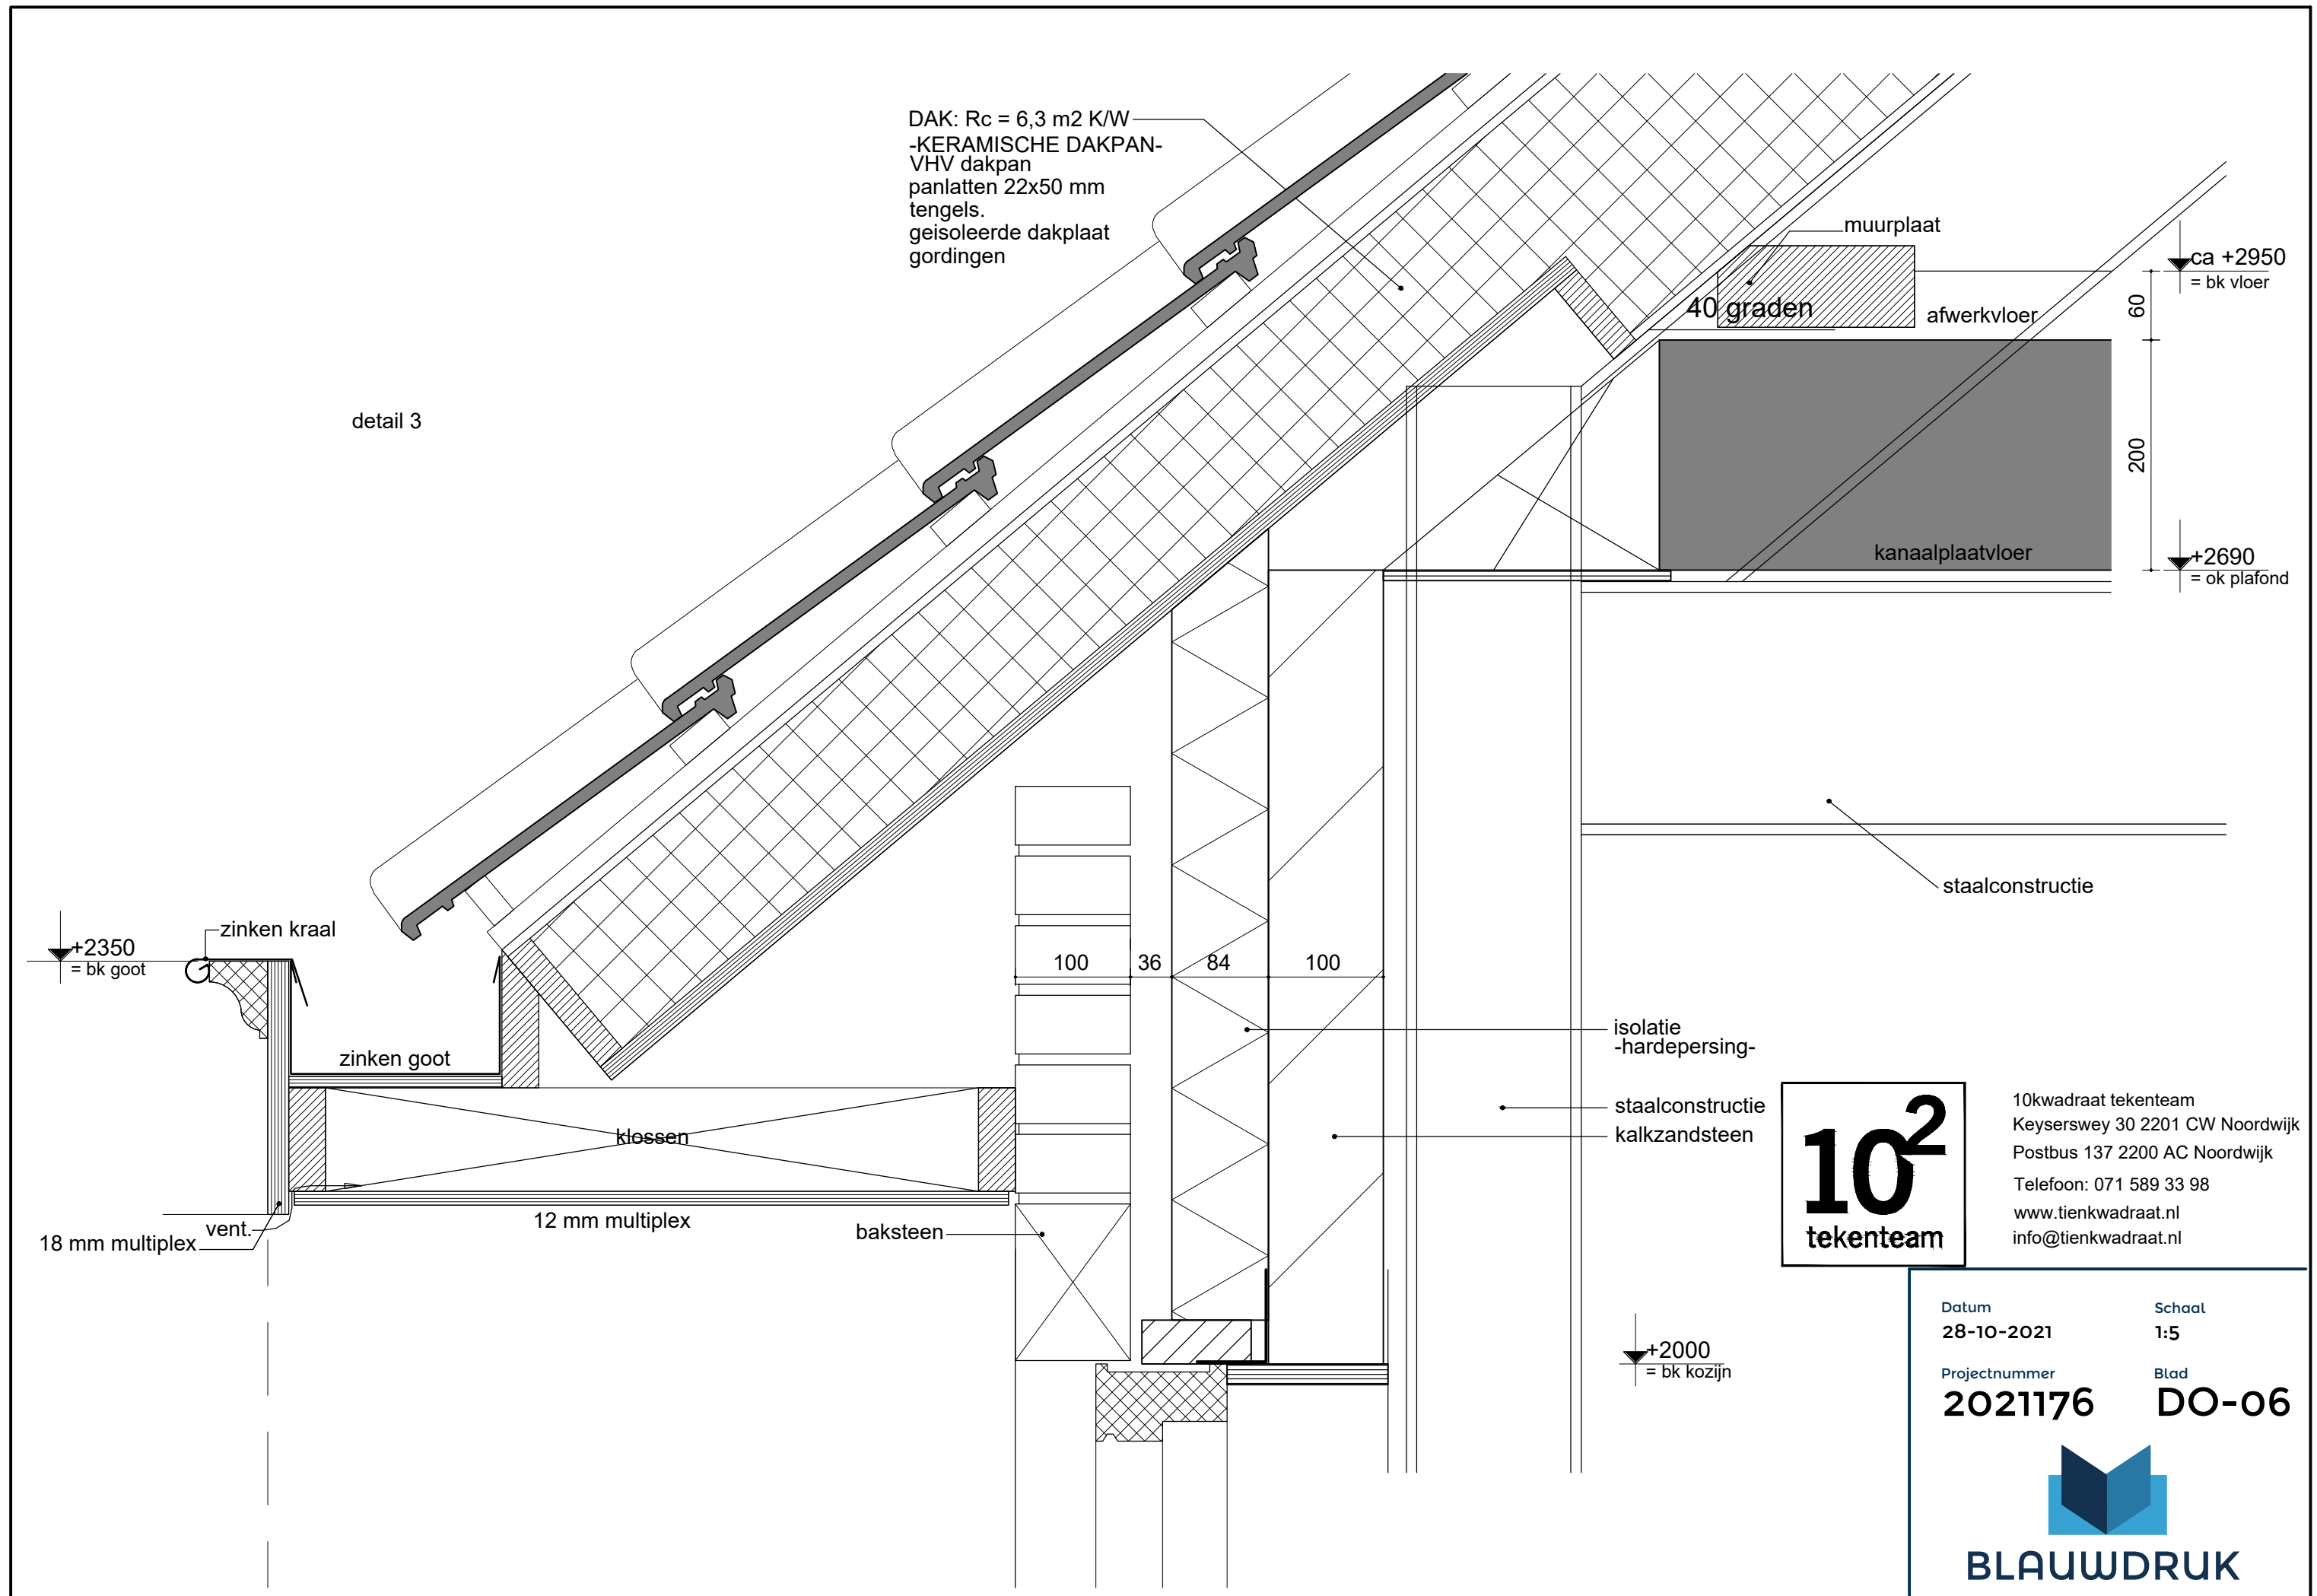 DAK: Rc = 6,3 m2 K/W
-KERAMISCHE DAKPAN-
VHV dakpan
panlatten 22x50 mm
tengels.
geisoleerde dakplaat
gordingen
muurplaat
ca +2950
= bk vloer
40 graden
afwerkvloer
60
200
detail 3
kanaalplaatvloer
+2690
= ok plafond
staalconstructie
zinken kraal
+2350
= bk goot
100
36
84
100
isolatie
-hardepersing-
zinken goot
staalconstructie
kalkzandsteen
klossen
vent.
18 mm multiplex
12 mm multiplex
baksteen
+2000
= bk kozijn
10²
tekenteam
10kwadraat tekenteam
Keyserswey 30 2201 CW Noordwijk
Postbus 137 2200 AC Noordwijk
Telefoon: 071 589 33 98
www.tienkwadraat.nl
info@tienkwadraat.nl
Datum
28-10-2021
Schaal
1:5
Projectnummer
2021176
Blad
DO-06
BLAUWDRUK